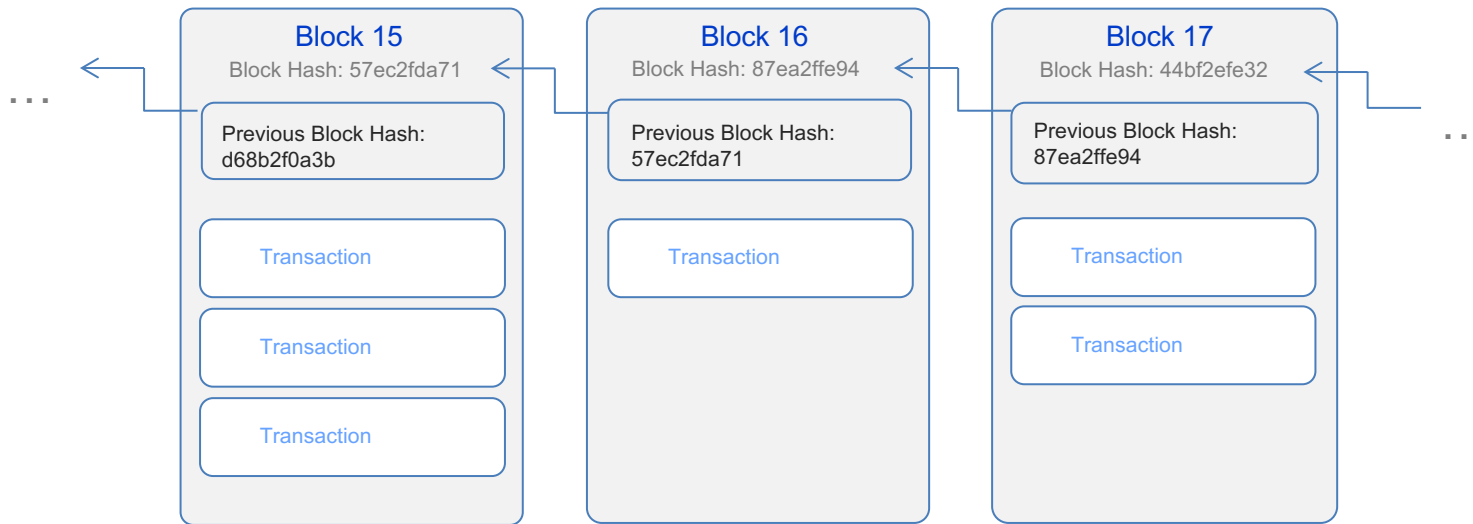 ...
Block 15
Block Hash: 57ec2fda71
Previous Block Hash:
d68b2f0a3b
Transaction
Transaction
Transaction
Block 16
Block Hash: 87ea2ffe94
Previous Block Hash:
57ec2fda71
Transaction
Block 17
Block Hash: 44bf2efe32
Previous Block Hash:
87ea2ffe94
Transaction
Transaction
..